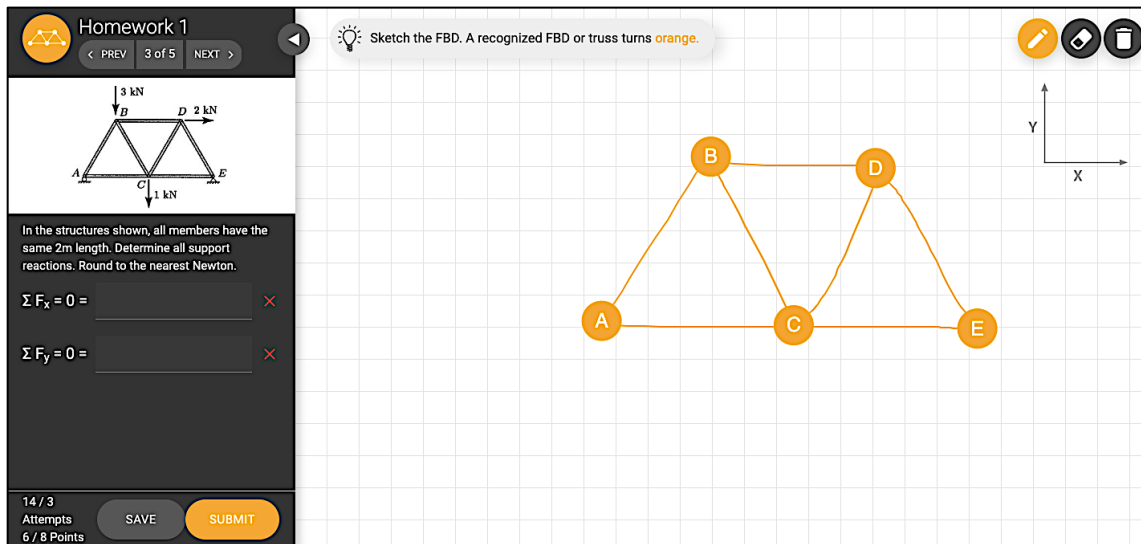 Homework 1
< PREV 3 of 5 NEXT >
3 kN
B D 2 kN
A C E
1 kN
In the structures shown, all members have the
same 2m length. Determine all support
reactions. Round to the nearest Newton.
Σ Fx = 0 =
Σ Fy = 0 =
14 / 3
Attempts
6 / 8 Points
SAVE SUBMIT
Sketch the FBD. A recognized FBD or truss turns orange.
Y
X
B
D
A
C
E